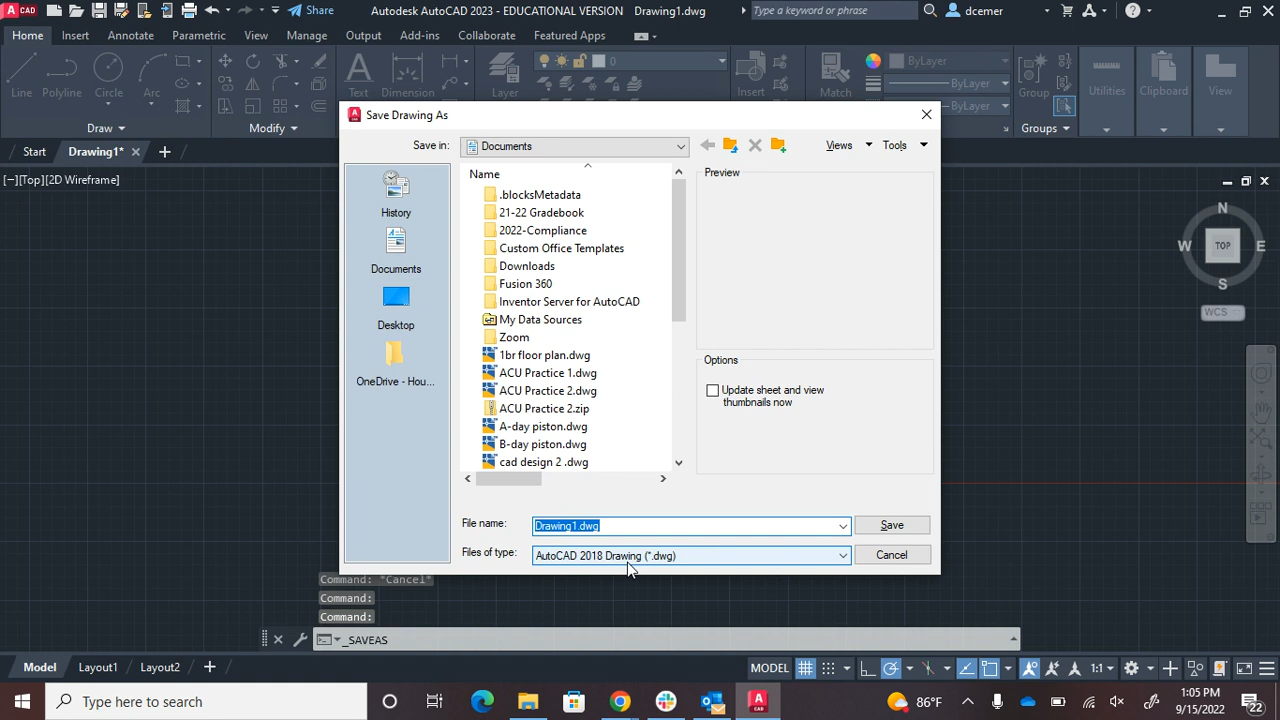 Share
Autodesk AutoCAD 2023 - EDUCATIONAL VERSION Drawing1.dwg
Type a keyword or phrase
dcemer
Home Insert Annotate Parametric View Manage Output Add-ins Collaborate Featured Apps
Line Polyline Circle Arc Text Dimension Layer Insert Match Group Utilities Clipboard View
0
ByLayer
ByLayer
ByLayer
Draw Modify Groups
Start Drawing1*
[−][Top][2D Wireframe]
Save Drawing As
Save in: Documents
Views Tools
Name
History
Documents
Desktop
OneDrive - Hou...
.blocksMetadata
21-22 Gradebook
2022-Compliance
Custom Office Templates
Downloads
Fusion 360
Inventor Server for AutoCAD
My Data Sources
Zoom
1br floor plan.dwg
ACU Practice 1.dwg
ACU Practice 2.dwg
ACU Practice 2.zip
A-day piston.dwg
B-day piston.dwg
cad design 2 .dwg
Preview
Options
Update sheet and view
thumbnails now
File name: Drawing1.dwg Save
Files of type: AutoCAD 2018 Drawing (*.dwg) Cancel
N
W TOP E
S
WCS
Command: *Cancel*
Command:
Command:
_SAVEAS
Model Layout1 Layout2
MODEL
1:1
Type here to search
86°F
1:05 PM
9/15/2022
22